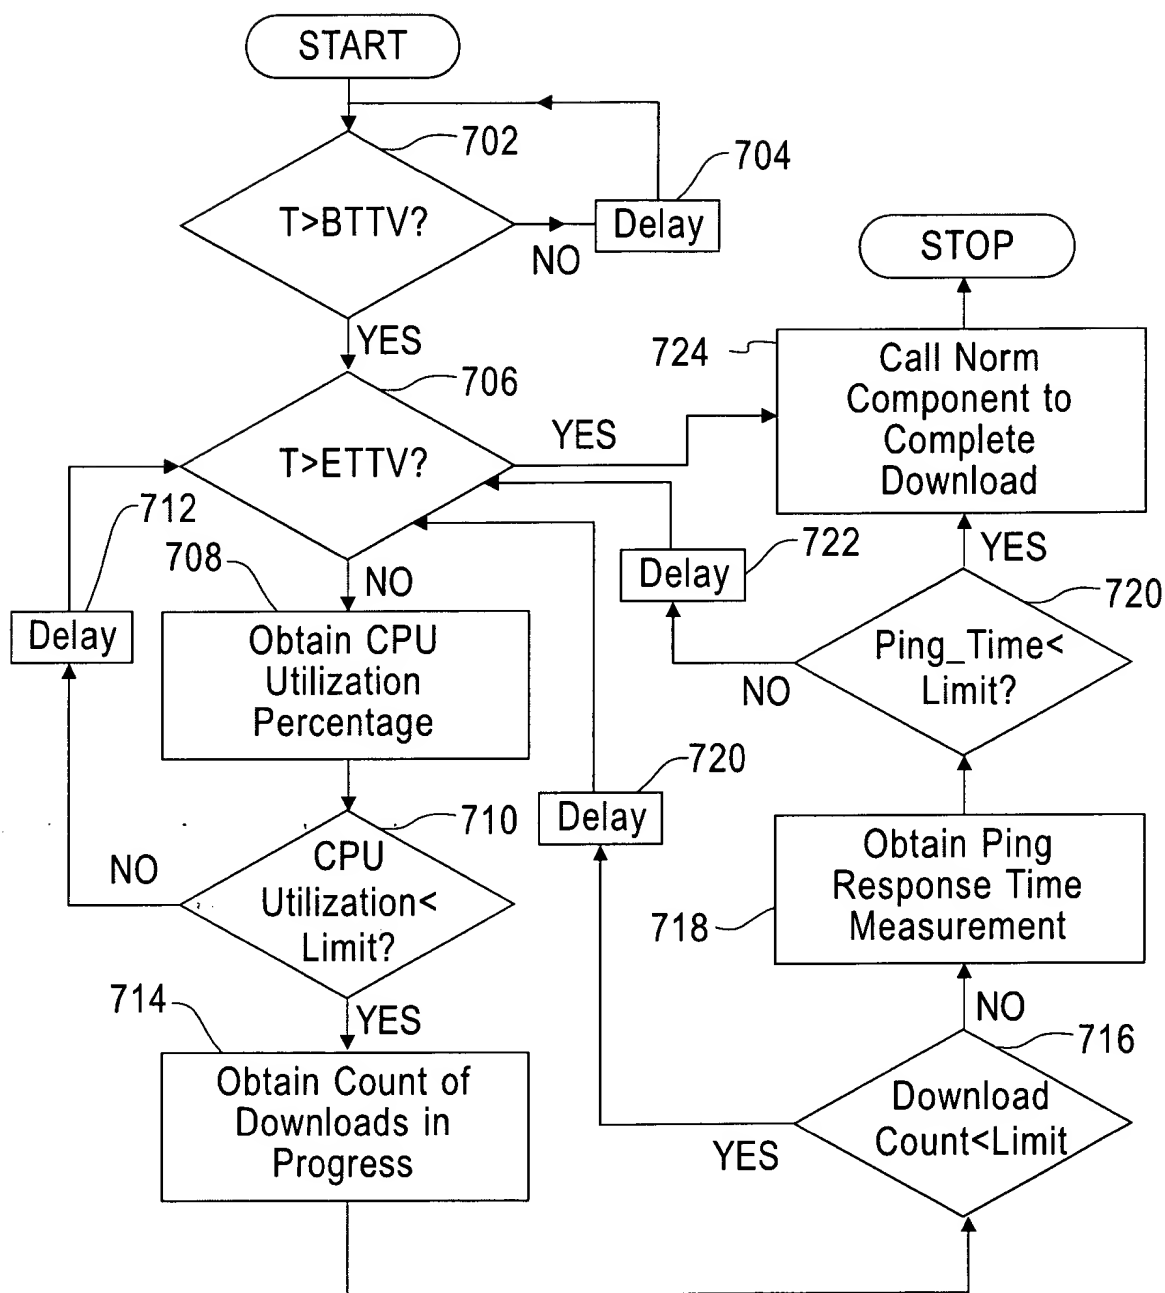 START
702
T>BTTV?
704
Delay
NO
YES
706
T>ETTV?
YES
STOP
724
Call Norm
Component to
Complete
Download
712
Delay
708
NO
Obtain CPU
Utilization
Percentage
722
Delay
YES
720
Ping_Time<
Limit?
NO
720
Delay
710
CPU
Utilization<
Limit?
NO
Obtain Ping
Response Time
Measurement
718
714
YES
Obtain Count of
Downloads in
Progress
NO
716
Download
Count<Limit
YES